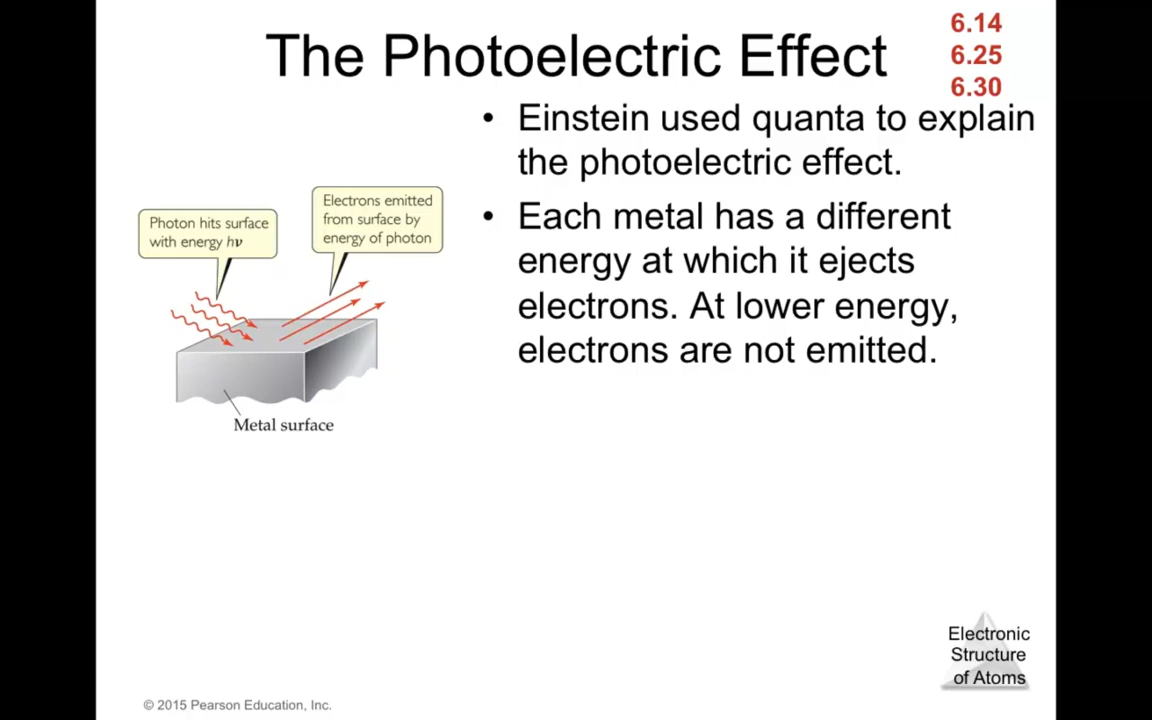 The Photoelectric Effect
6.14
6.25
6.30
• Einstein used quanta to explain
the photoelectric effect.
• Each metal has a different
energy at which it ejects
electrons. At lower energy,
electrons are not emitted.
Photon hits surface
with energy hν
Electrons emitted
from surface by
energy of photon
Metal surface
Electronic
Structure
of Atoms
© 2015 Pearson Education, Inc.